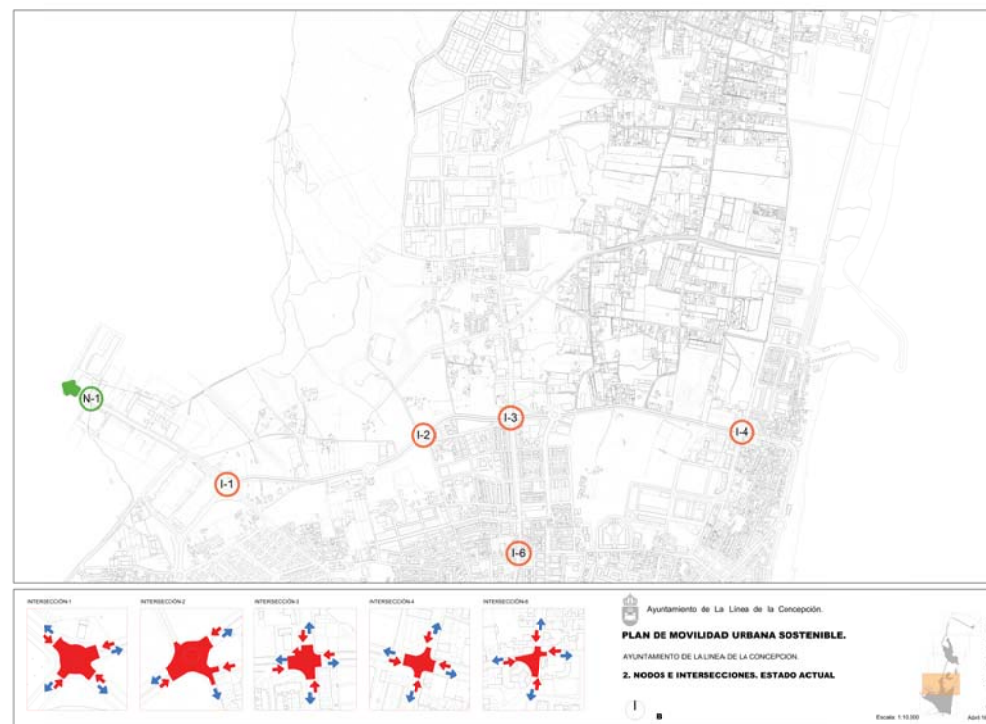 N-1
I-3
I-2
I-4
I-1
I-6
INTERSECCIÓN-1
INTERSECCIÓN-2
INTERSECCIÓN-3
INTERSECCIÓN-4
INTERSECCIÓN-6
Ayuntamiento de La Línea de la Concepción.
PLAN DE MOVILIDAD URBANA SOSTENIBLE.
AYUNTAMIENTO DE LA LINEA DE LA CONCEPCION.
2. NODOS E INTERSECCIONES. ESTADO ACTUAL
I
B
Escala: 1:10.000